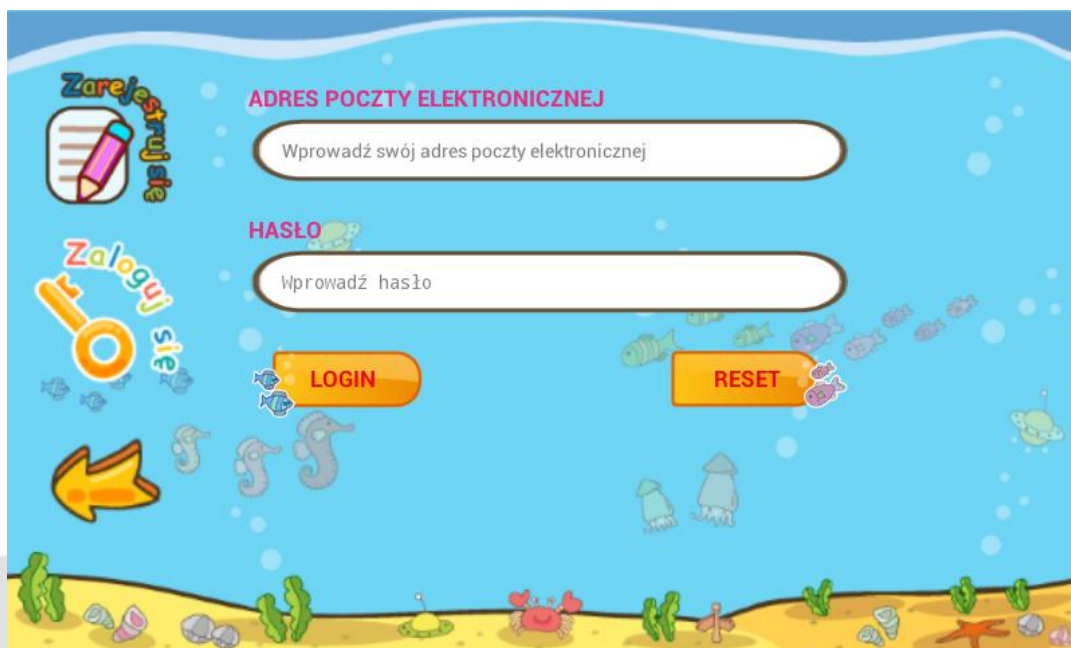 Zarejestruj się
ADRES POCZTY ELEKTRONICZNEJ
Wprowadź swój adres poczty elektronicznej
HASŁO
Wprowadź hasło
Zaloguj się
LOGIN
RESET